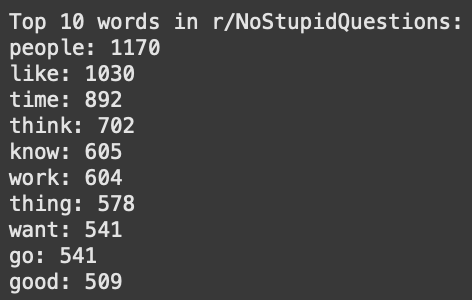 Top 10 words in r/NoStupidQuestions:
people: 1170
like: 1030
time: 892
think: 702
know: 605
work: 604
thing: 578
want: 541
go: 541
good: 509